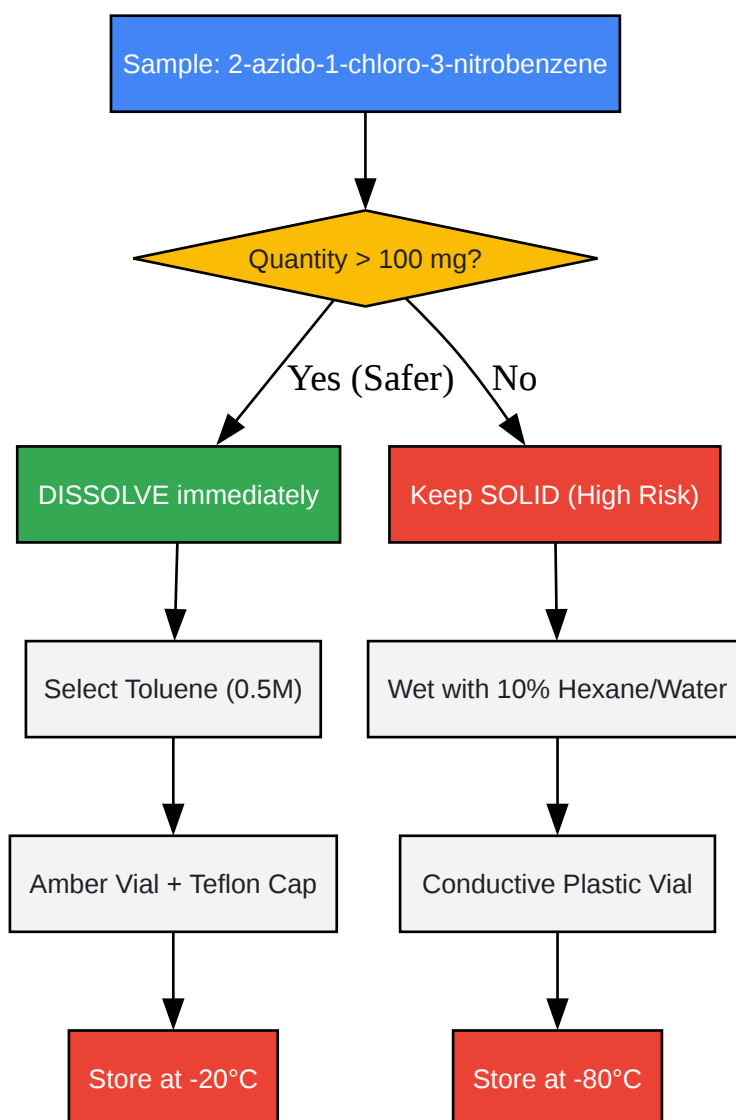 Sample: 2-azido-1-chloro-3-nitrobenzene
Quantity > 100 mg?
Yes (Safer)
No
DISSOLVE immediately
Keep SOLID (High Risk)
Select Toluene (0.5M)
Wet with 10% Hexane/Water
Amber Vial + Teflon Cap
Conductive Plastic Vial
Store at -20°C
Store at -80°C